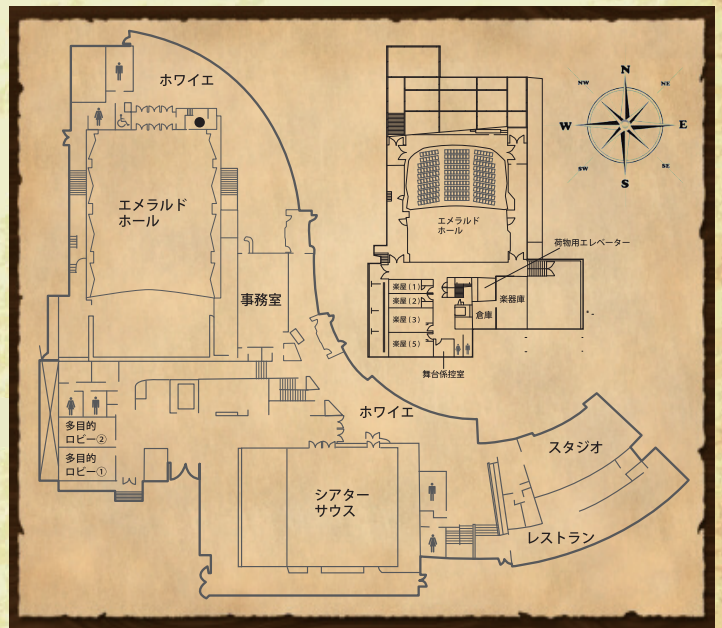 ホワイエ
エメラルド
ホール
事務室
多目的
ロビー②
多目的
ロビー①
ホワイエ
シアター
サウス
スタジオ
レストラン
エメラルド
ホール
荷物用エレベーター
楽屋(1)
楽屋(2)
楽屋(3)
楽屋(5)
倉庫
楽器庫
舞台係控室
N
NE
E
SE
S
SW
W
NW